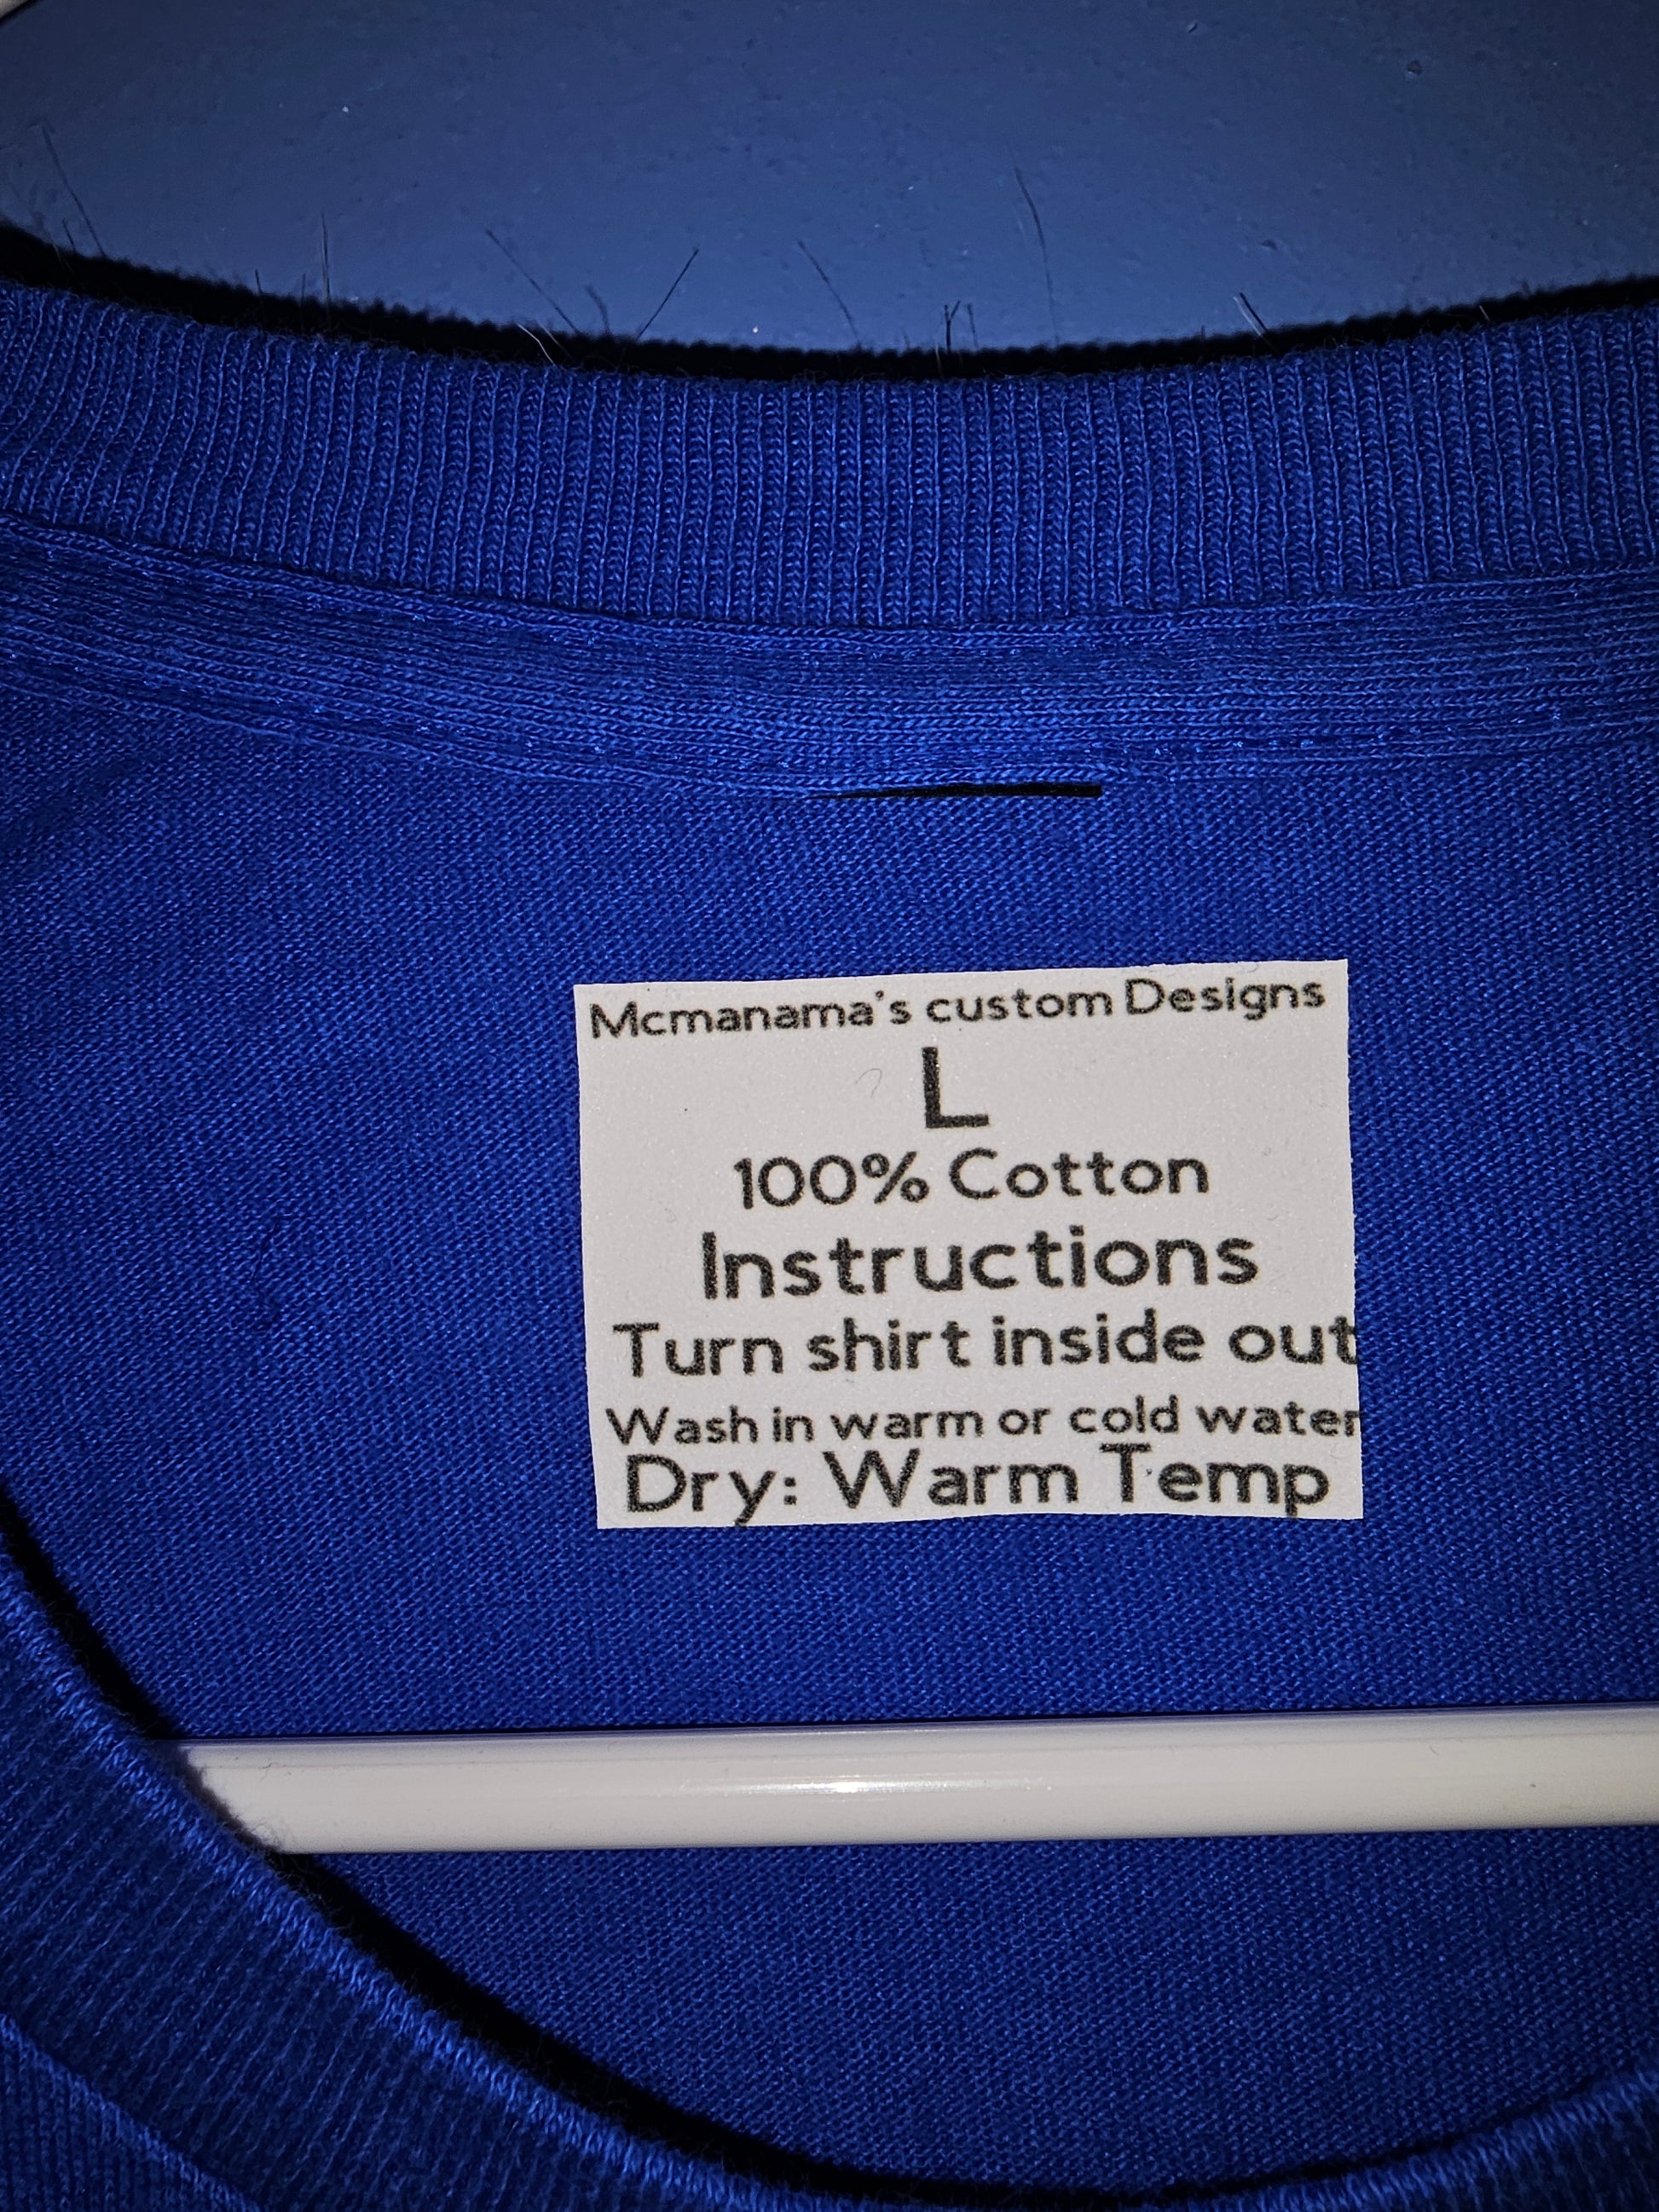 Mcmanama's custom Designs
L
100% Cotton
Instructions
Turn shirt inside out
Wash in warm or cold water
Dry: Warm Temp